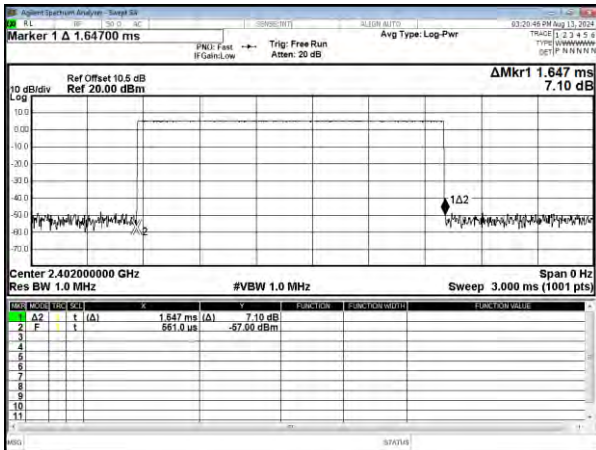 Agilent Spectrum Analyzer - Swept SA
RL RF 50 Ω AC SENSE:INT ALIGN AUTO 03:20:46 PM Aug 13, 2024
Marker 1 Δ 1.64700 ms
PNO: Fast Trig: Free Run Avg Type: Log-Pwr TRACE 1 2 3 4 5 6
IFGain:Low Atten: 20 dB TYPE WWWWWW
DET P NNNNN
Ref Offset 10.5 dB ΔMkr1 1.647 ms
10 dB/div Ref 20.00 dBm 7.10 dB
Log
10.0
0.00
-10.0
-20.0
-30.0
-40.0
1Δ2
-50.0
-60.0
2
-70.0
Center 2.402000000 GHz Span 0 Hz
Res BW 1.0 MHz #VBW 1.0 MHz Sweep 3.000 ms (1001 pts)
MKR MODE TRC SCL X Y FUNCTION FUNCTION WIDTH FUNCTION VALUE
1 Δ2 1 t (Δ) 1.647 ms (Δ) 7.10 dB
2 F 1 t 561.0 us -57.00 dBm
3
4
5
6
7
8
9
10
11
MSG STATUS